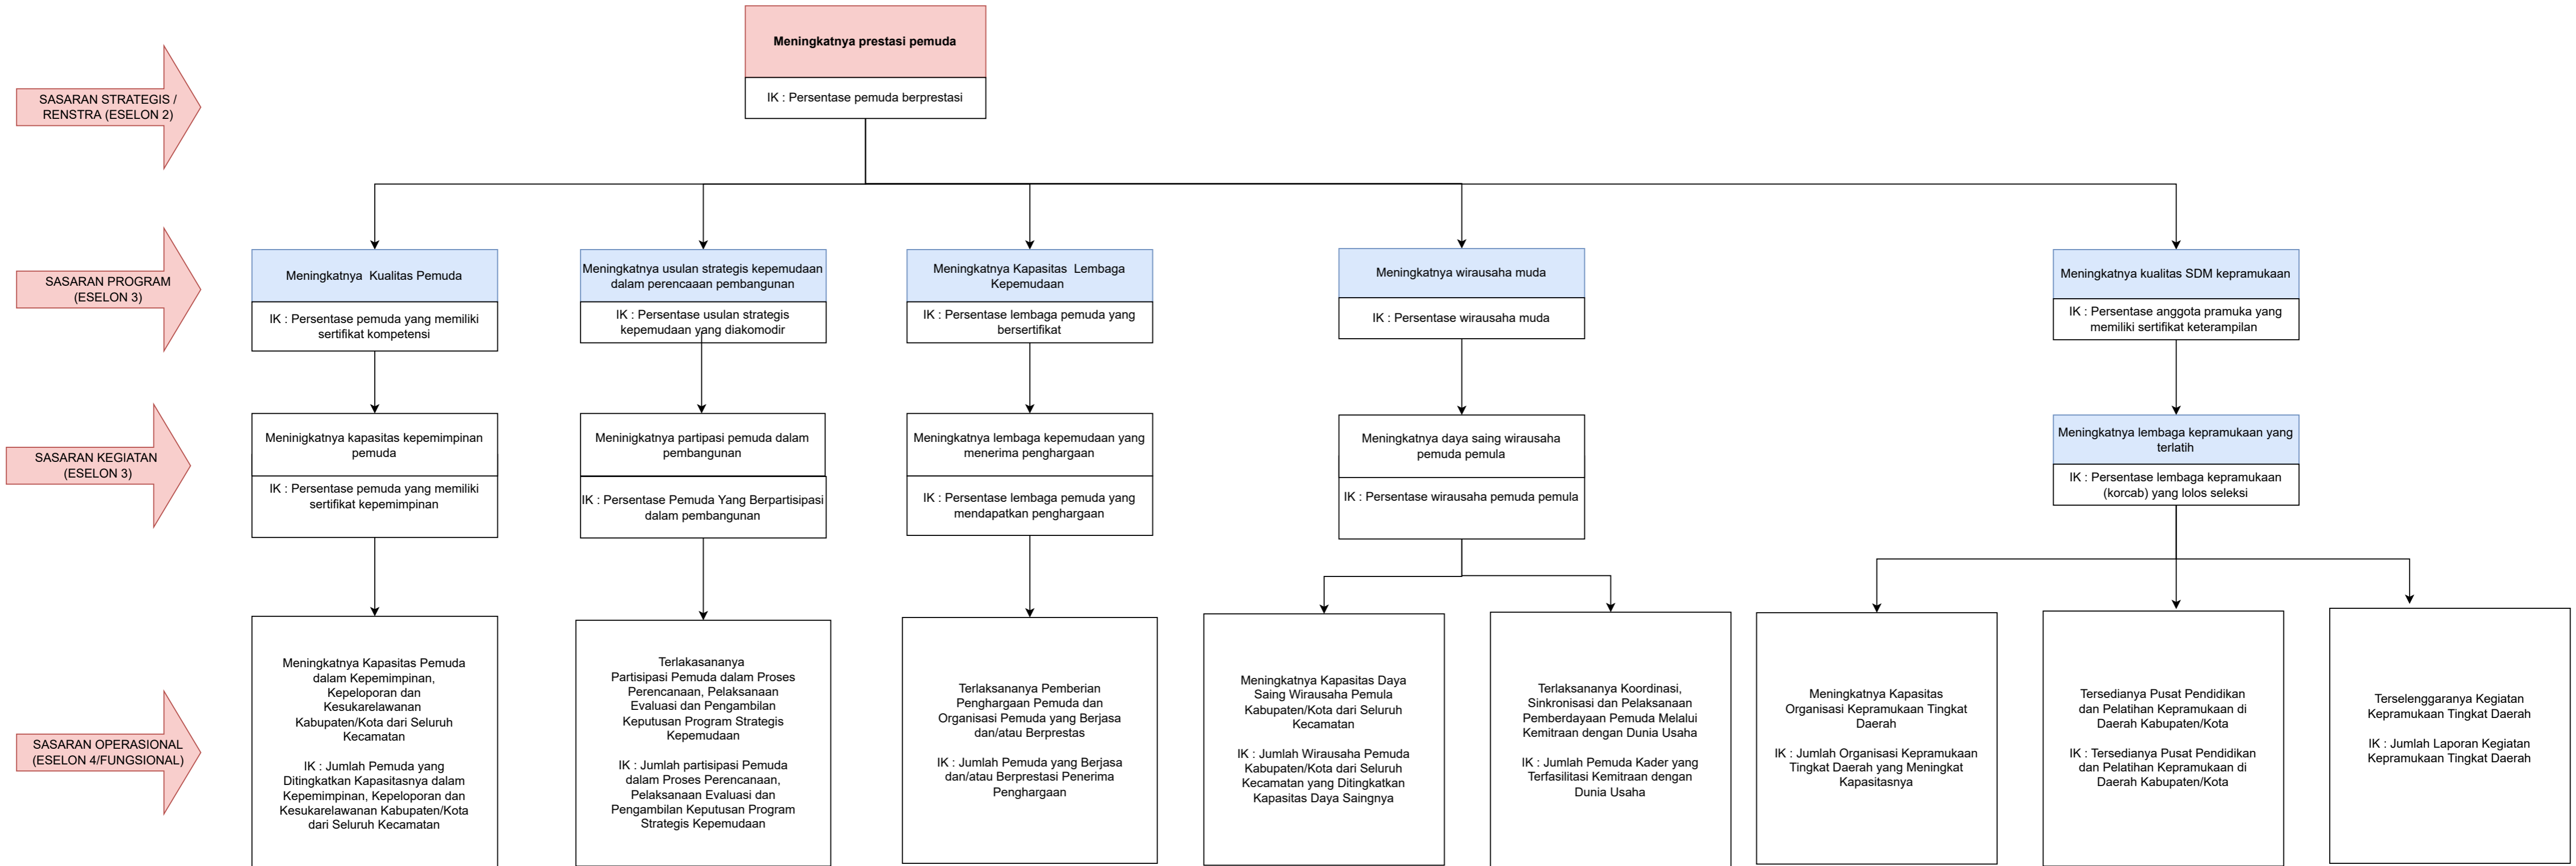 Meningkatnya prestasi pemuda
IK : Persentase pemuda berprestasi
SASARAN STRATEGIS /
RENSTRA (ESELON 2)
SASARAN PROGRAM
(ESELON 3)
Meningkatnya Kualitas Pemuda
IK : Persentase pemuda yang memiliki
sertifikat kompetensi
Meningkatnya usulan strategis kepemudaan
dalam perencaaan pembangunan
IK : Persentase usulan strategis
kepemudaan yang diakomodir
Meningkatnya Kapasitas Lembaga
Kepemudaan
IK : Persentase lembaga pemuda yang
bersertifikat
Meningkatnya wirausaha muda
IK : Persentase wirausaha muda
Meningkatnya kualitas SDM kepramukaan
IK : Persentase anggota pramuka yang
memiliki sertifikat keterampilan
SASARAN KEGIATAN
(ESELON 3)
Meninigkatnya kapasitas kepemimpinan
pemuda
IK : Persentase pemuda yang memiliki
sertifikat kepemimpinan
Meninigkatnya partipasi pemuda dalam
pembangunan
IK : Persentase Pemuda Yang Berpartisipasi
dalam pembangunan
Meningkatnya lembaga kepemudaan yang
menerima penghargaan
IK : Persentase lembaga pemuda yang
mendapatkan penghargaan
Meningkatnya daya saing wirausaha
pemuda pemula
IK : Persentase wirausaha pemuda pemula
Meningkatnya lembaga kepramukaan yang
terlatih
IK : Persentase lembaga kepramukaan
(korcab) yang lolos seleksi
SASARAN OPERASIONAL
(ESELON 4/FUNGSIONAL)
Meningkatnya Kapasitas Pemuda
dalam Kepemimpinan,
Kepeloporan dan
Kesukarelawanan
Kabupaten/Kota dari Seluruh
Kecamatan
IK : Jumlah Pemuda yang
Ditingkatkan Kapasitasnya dalam
Kepemimpinan, Kepeloporan dan
Kesukarelawanan Kabupaten/Kota
dari Seluruh Kecamatan
Terlakasananya
Partisipasi Pemuda dalam Proses
Perencanaan, Pelaksanaan
Evaluasi dan Pengambilan
Keputusan Program Strategis
Kepemudaan
IK : Jumlah partisipasi Pemuda
dalam Proses Perencanaan,
Pelaksanaan Evaluasi dan
Pengambilan Keputusan Program
Strategis Kepemudaan
Terlaksananya Pemberian
Penghargaan Pemuda dan
Organisasi Pemuda yang Berjasa
dan/atau Berprestas
IK : Jumlah Pemuda yang Berjasa
dan/atau Berprestasi Penerima
Penghargaan
Meningkatnya Kapasitas Daya
Saing Wirausaha Pemula
Kabupaten/Kota dari Seluruh
Kecamatan
IK : Jumlah Wirausaha Pemuda
Kabupaten/Kota dari Seluruh
Kecamatan yang Ditingkatkan
Kapasitas Daya Saingnya
Terlaksananya Koordinasi,
Sinkronisasi dan Pelaksanaan
Pemberdayaan Pemuda Melalui
Kemitraan dengan Dunia Usaha
IK : Jumlah Pemuda Kader yang
Terfasilitasi Kemitraan dengan
Dunia Usaha
Meningkatnya Kapasitas
Organisasi Kepramukaan Tingkat
Daerah
IK : Jumlah Organisasi Kepramukaan
Tingkat Daerah yang Meningkat
Kapasitasnya
Tersedianya Pusat Pendidikan
dan Pelatihan Kepramukaan di
Daerah Kabupaten/Kota
IK : Tersedianya Pusat Pendidikan
dan Pelatihan Kepramukaan di
Daerah Kabupaten/Kota
Terselenggaranya Kegiatan
Kepramukaan Tingkat Daerah
IK : Jumlah Laporan Kegiatan
Kepramukaan Tingkat Daerah